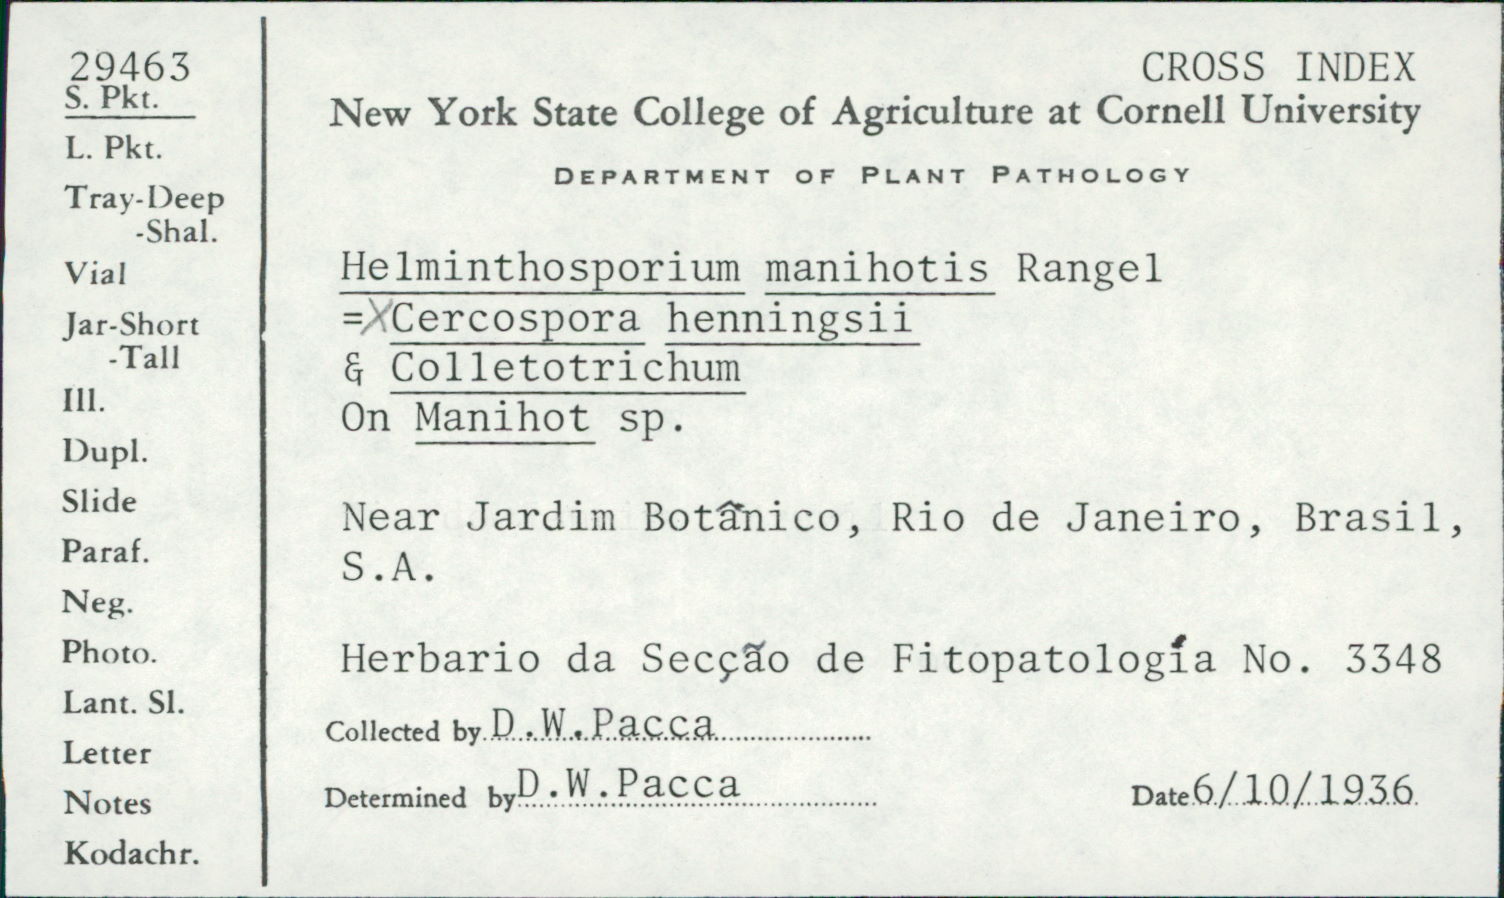 29463
S. Pkt.
L. Pkt.
Tray-Deep
-Shal.
Vial
Jar-Short
-Tall
Ill.
Dupl.
Slide
Paraf.
Neg.
Photo.
Lant. Sl.
Letter
Notes
Kodachr.
CROSS INDEX
New York State College of Agriculture at Cornell University
DEPARTMENT OF PLANT PATHOLOGY
Helminthosporium manihotis Rangel
=XCercospora henningsii
& Colletotrichum
On Manihot sp.
Near Jardim Botânico, Rio de Janeiro, Brasil,
S.A.
Herbario da Secção de Fitopatología No. 3348
Collected by D.W.Pacca
Determined by D.W.Pacca
Date 6/10/1936